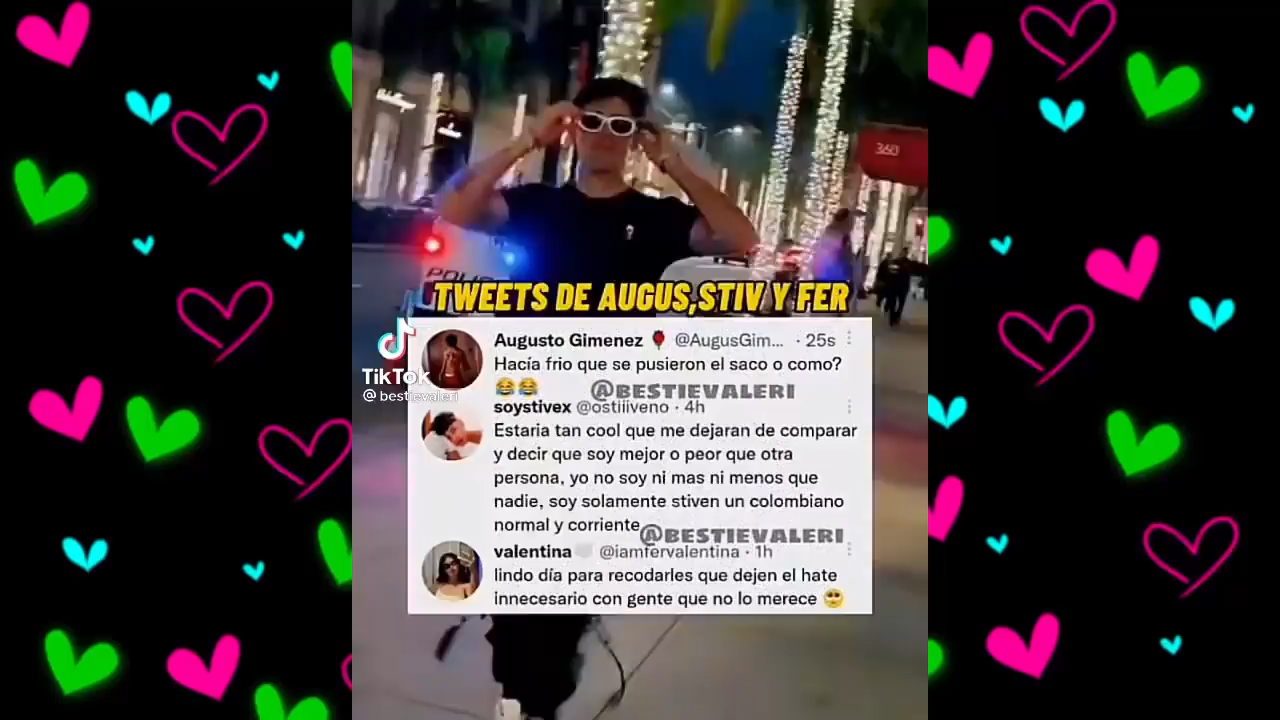 360
POLI
TWEETS DE AUGUS,STIV Y FER
TikTok
@bestievaleri
Augusto Gimenez 🌹 @AugusGim... · 25s
Hacía frio que se pusieron el saco o como?
😂😂
@BESTIEVALERI
soystivex @ostiliveno · 4h
Estaria tan cool que me dejaran de comparar
y decir que soy mejor o peor que otra
persona, yo no soy ni mas ni menos que
nadie, soy solamente stiven un colombiano
normal y corriente
@BESTIEVALERI
valentina🤍 @iamfervalentina · 1h
lindo día para recodarles que dejen el hate
innecesario con gente que no lo merece 🥺